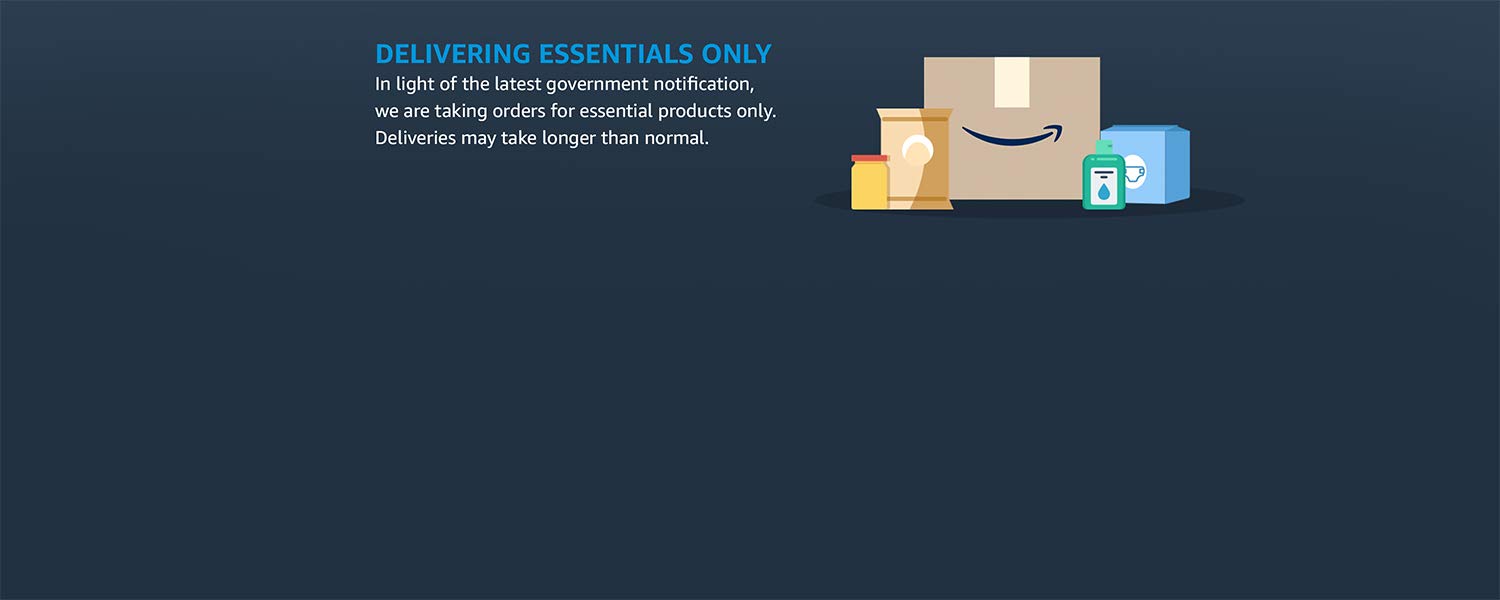 DELIVERING ESSENTIALS ONLY
In light of the latest government notification,
we are taking orders for essential products only.
Deliveries may take longer than normal.